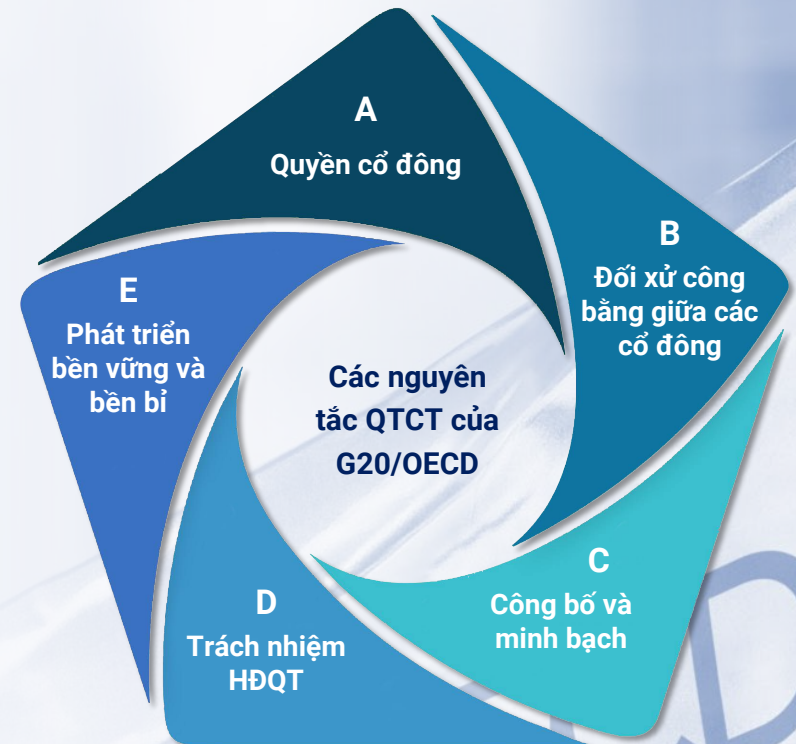 A
Quyền cổ đông
B
Đối xử công
bằng giữa các
cổ đông
C
Công bố và
minh bạch
D
Trách nhiệm
HĐQT
E
Phát triển
bền vững và
bền bỉ
Các nguyên
tắc QTCT của
G20/OECD